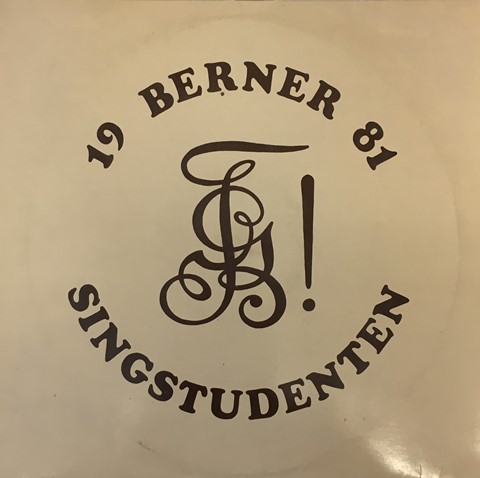 19 BERNER 81
!
SINGSTUDENTEN